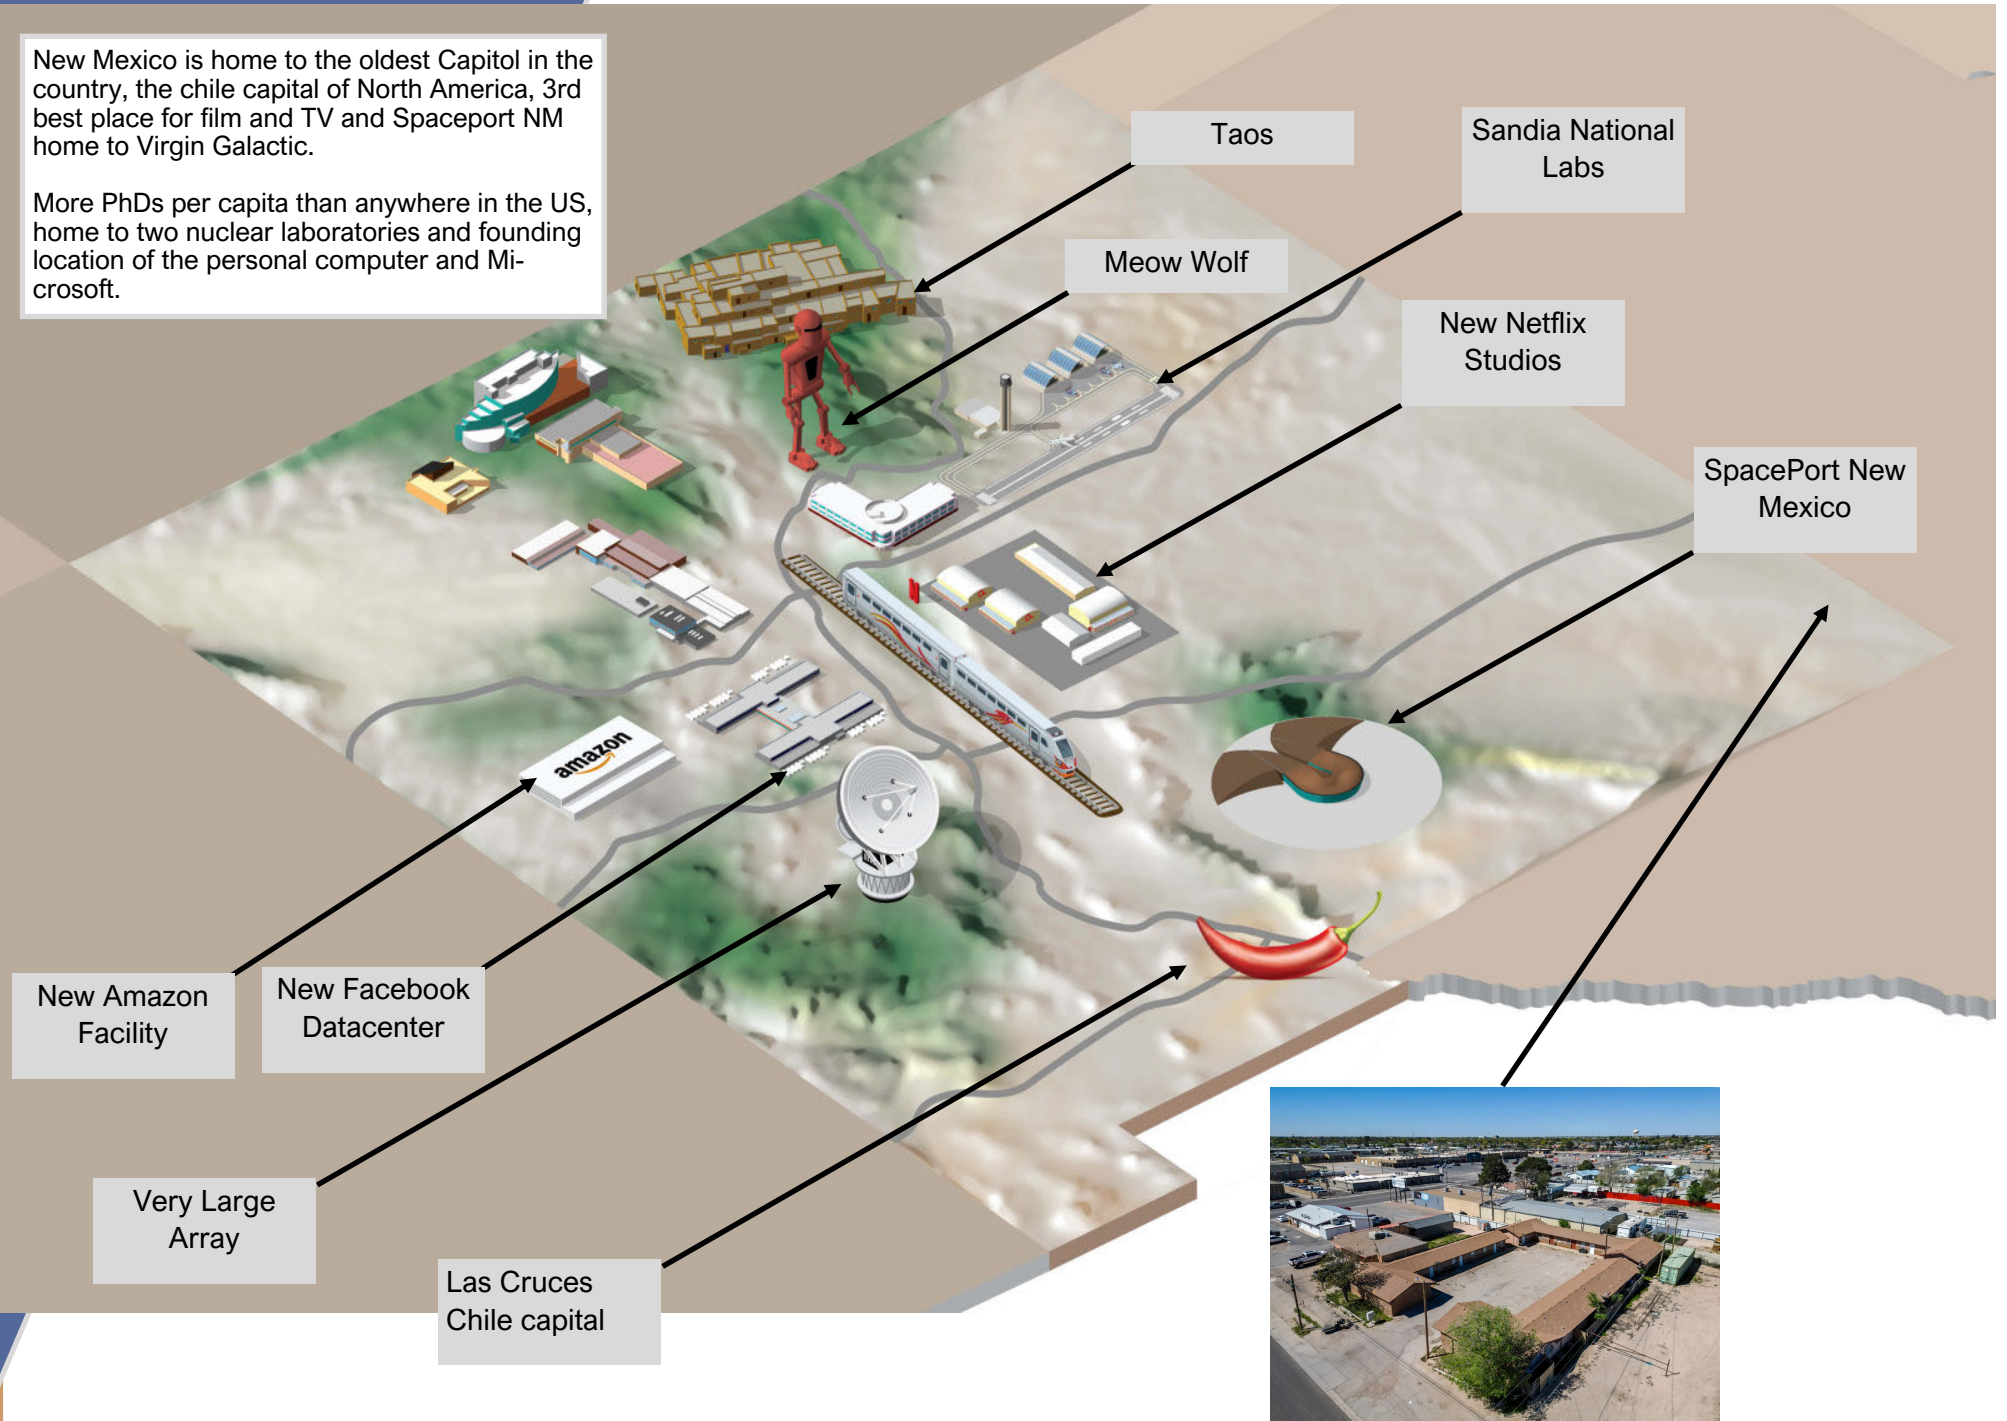 New Mexico is home to the oldest Capitol in the
country, the chile capital of North America, 3rd
best place for film and TV and Spaceport NM
home to Virgin Galactic.
More PhDs per capita than anywhere in the US,
home to two nuclear laboratories and founding
location of the personal computer and Mi-
crosoft.
Taos
Sandia National
Labs
Meow Wolf
New Netflix
Studios
SpacePort New
Mexico
N
amazon
New Amazon
Facility
New Facebook
Datacenter
Very Large
Array
Las Cruces
Chile capital